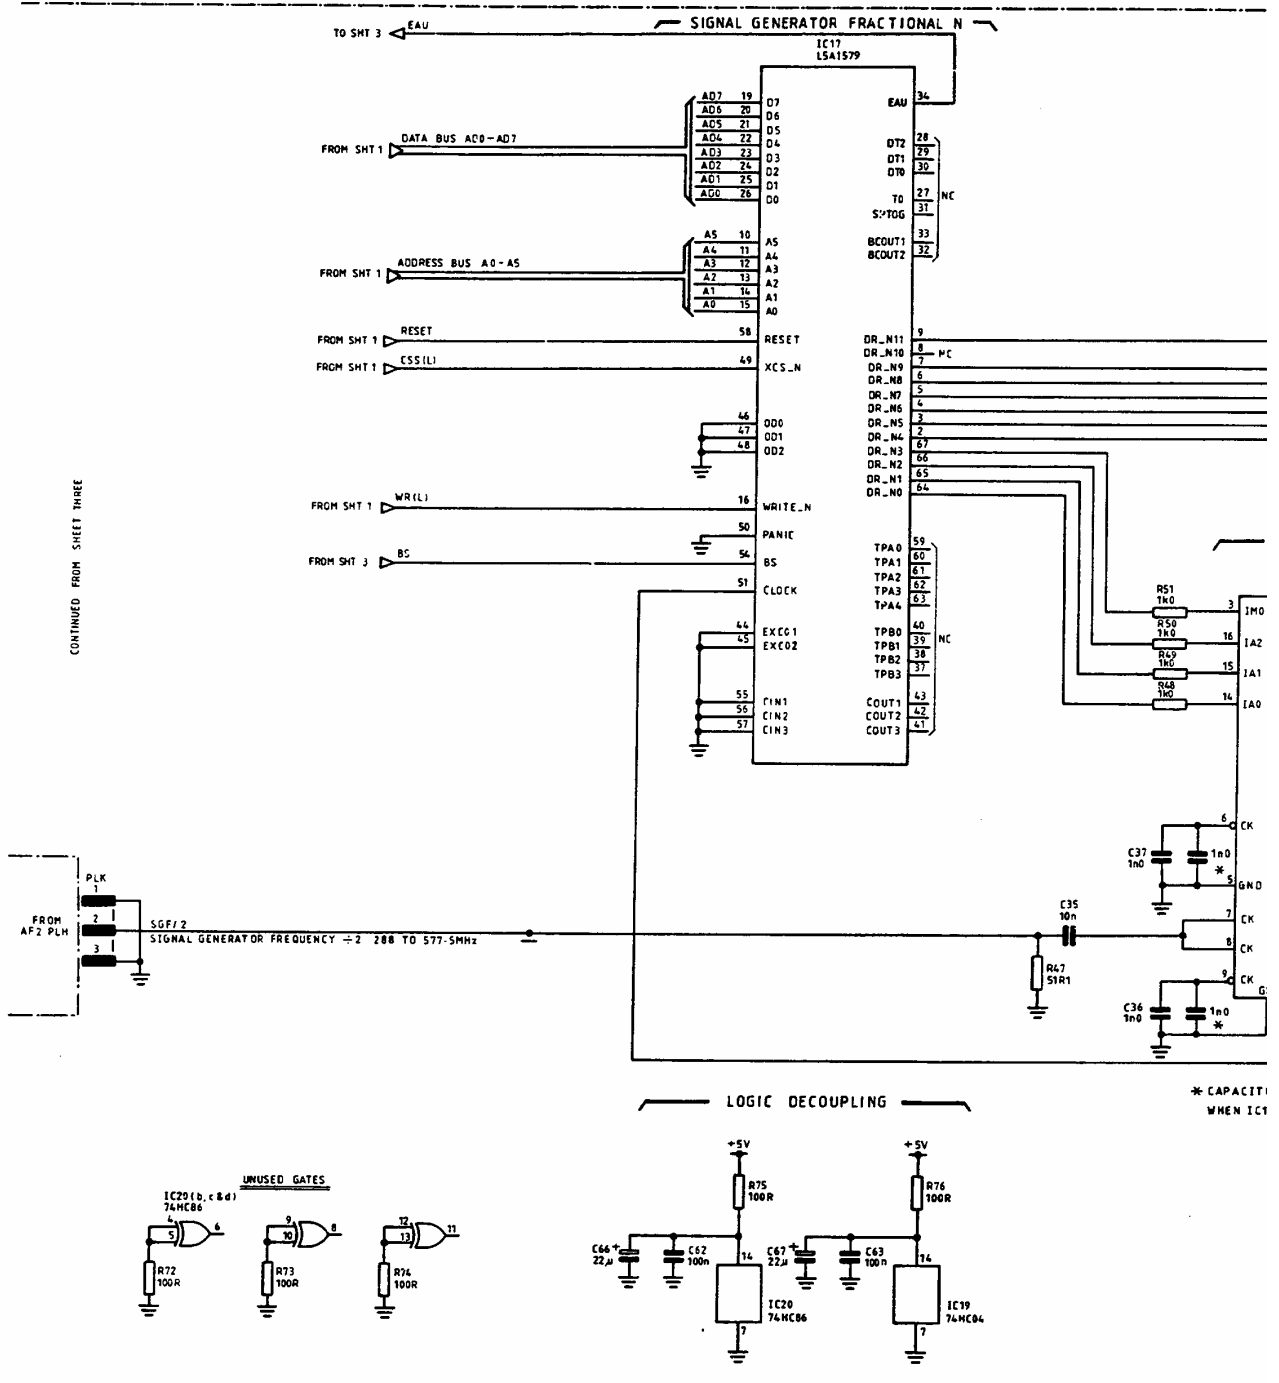 SIGNAL GENERATOR FRACTIONAL N
TO SHT 3
EAU
IC17
LSA1579
AD7 19 D7
AD6 20 D6
AD5 21 D5
AD4 22 D4
AD3 23 D3
AD2 24 D2
AD1 25 D1
AD0 26 D0
FROM SHT 1
DATA BUS AD0-AD7
A5 10 A5
A4 11 A4
A3 12 A3
A2 13 A2
A1 14 A1
A0 15 A0
FROM SHT 1
ADDRESS BUS A0-A5
FROM SHT 1
RESET
58 RESET
FROM SHT 1
CSS(L)
49 XCS_N
46 OD0
47 OD1
48 OD2
FROM SHT 1
WR(L)
16 WRITE_N
50 PANIC
FROM SHT 3
BS
54 BS
51 CLOCK
44 EXCO1
45 EXCO2
55 CIN1
56 CIN2
57 CIN3
EAU 34
DT2 28
DT1 29
DT0 30
T0 27
SPTOG 31
BCOUT1 33
BCOUT2 32
NC
DR_N11 9
DR_N10 8 NC
DR_N9 7
DR_N8 6
DR_N7 5
DR_N6 4
DR_N5 3
DR_N4 2
DR_N3 67
DR_N2 66
DR_N1 65
DR_N0 64
TPA0 59
TPA1 60
TPA2 61
TPA3 62
TPA4 63
TPB0 40
TPB1 39
TPB2 38
TPB3 37
COUT1 43
COUT2 42
COUT3 41
NC
CONTINUED FROM SHEET THREE
R51
1k0
3 IM0
R50
1k0
16 IA2
R49
1k0
15 IA1
R48
1k0
14 IA0
6 CK
C37
1n0
1n0
*
5 GND
7 CK
8 CK
9 CK
C35
10n
R47
51R1
C36
1n0
1n0
*
G
FROM
AF2 PLH
PLK
1
2
3
SGF/2
SIGNAL GENERATOR FREQUENCY ÷2 288 TO 577·5MHz
* CAPACIT
WHEN IC1
LOGIC DECOUPLING
UNUSED GATES
IC20(b,c&d)
74HC86
4
5
6
R72
100R
9
10
8
R73
100R
12
13
11
R74
100R
+5V
R75
100R
C66 +
22µ
C62
100n
14
IC20
74HC86
7
+5V
R76
100R
C67 +
22µ
C63
100n
14
IC19
74HC04
7